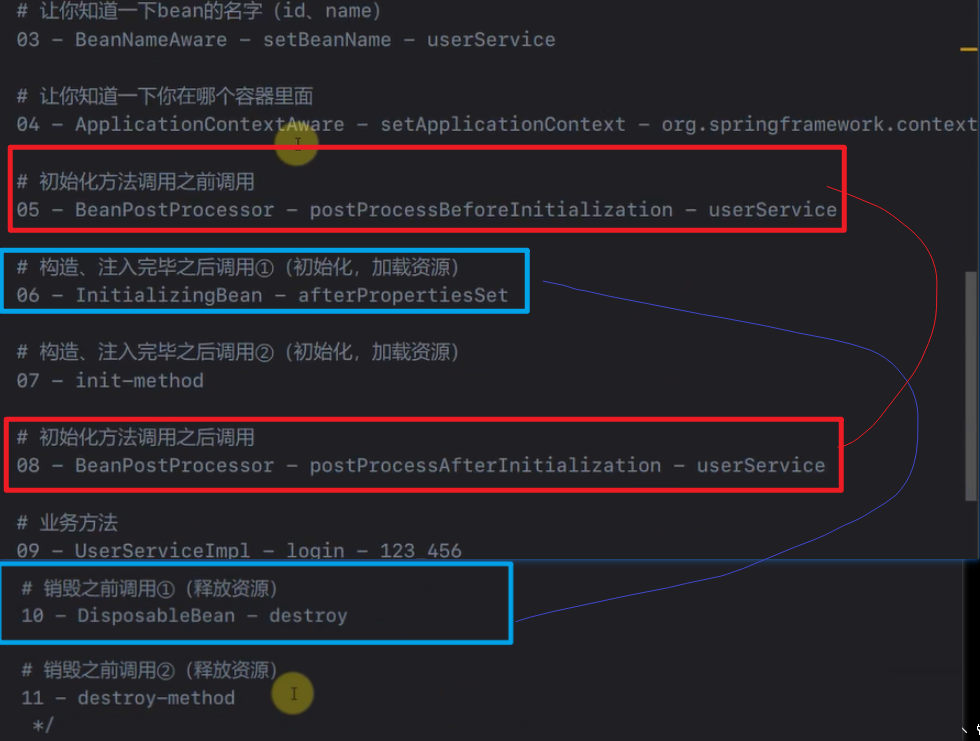 # 让你知道一下bean的名字（id、name）
03 - BeanNameAware - setBeanName - userService
# 让你知道一下你在哪个容器里面
04 - ApplicationContextAware - setApplicationContext - org.springframework.context
# 初始化方法调用之前调用
05 - BeanPostProcessor - postProcessBeforeInitialization - userService
# 构造、注入完毕之后调用①（初始化，加载资源）
06 - InitializingBean - afterPropertiesSet
# 构造、注入完毕之后调用②（初始化，加载资源）
07 - init-method
# 初始化方法调用之后调用
08 - BeanPostProcessor - postProcessAfterInitialization - userService
# 业务方法
09 - UserServiceImpl - login - 123_456
# 销毁之前调用①（释放资源）
10 - DisposableBean - destroy
# 销毁之前调用②（释放资源）
11 - destroy-method
*/